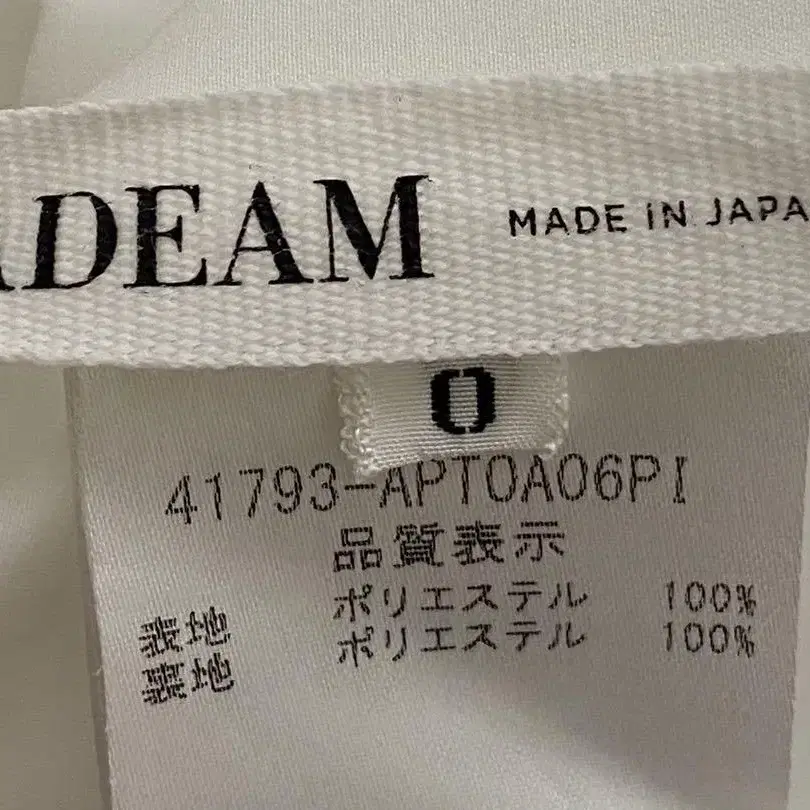 ADEAM MADE IN JAPA
0
41793-APT0A06PI
品質表示
表地 ポリエステル 100%
裏地 ポリエステル 100%